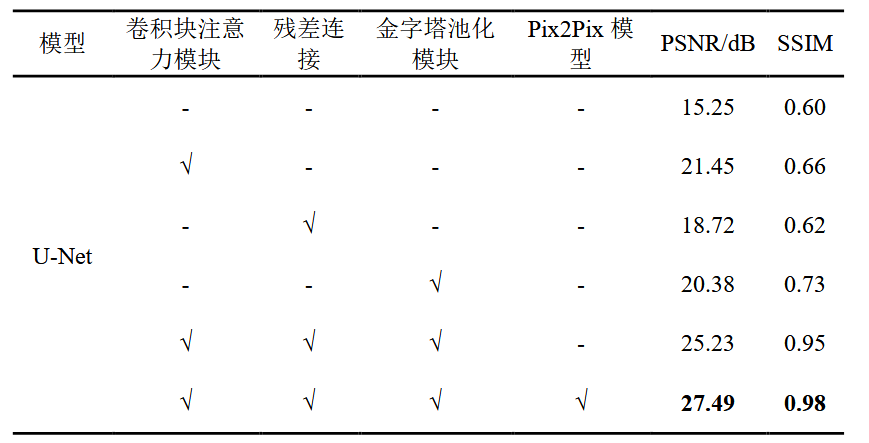 模型 卷积块注意力模块 残差连接 金字塔池化模块 Pix2Pix 模型 PSNR/dB SSIM
- - - - 15.25 0.60
√ - - - 21.45 0.66
- √ - - 18.72 0.62
U-Net
- - √ - 20.38 0.73
√ √ √ - 25.23 0.95
√ √ √ √ 27.49 0.98